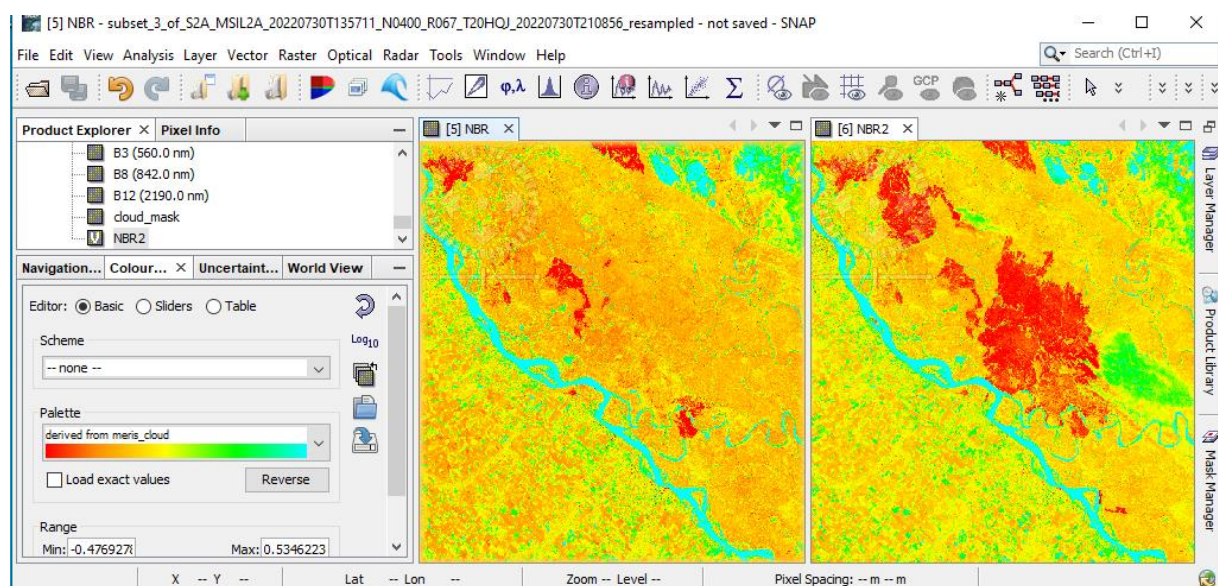 [5] NBR - subset_3_of_S2A_MSIL2A_20220730T135711_N0400_R067_T20HQJ_20220730T210856_resampled - not saved - SNAP
File Edit View Analysis Layer Vector Raster Optical Radar Tools Window Help
Search (Ctrl+I)
φ,λ
Σ
GCP
Product Explorer Pixel Info
B3 (560.0 nm)
B8 (842.0 nm)
B12 (2190.0 nm)
cloud_mask
NBR2
Navigation... Colour... Uncertaint... World View
Editor: Basic Sliders Table
Scheme
Log10
-- none --
Palette
derived from meris_cloud
Load exact values Reverse
Range
Min: -0.476927 Max: 0.5346223
[5] NBR
[6] NBR2
Layer Manager
Product Library
Mask Manager
X -- Y -- Lat -- Lon -- Zoom -- Level -- Pixel Spacing: -- m -- m